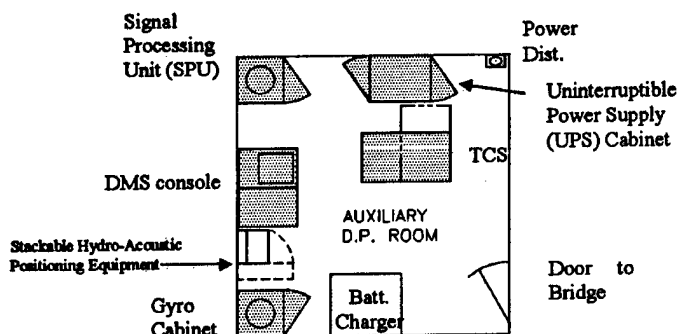 Signal
Processing
Unit (SPU)
Power
Dist.
Uninterruptible
Power Supply
(UPS) Cabinet
TCS
DMS console
AUXILIARY
D.P. ROOM
Stackable Hydro-Acoustic
Positioning Equipment
Door to
Bridge
Gyro
Cabinet
Batt.
Charger